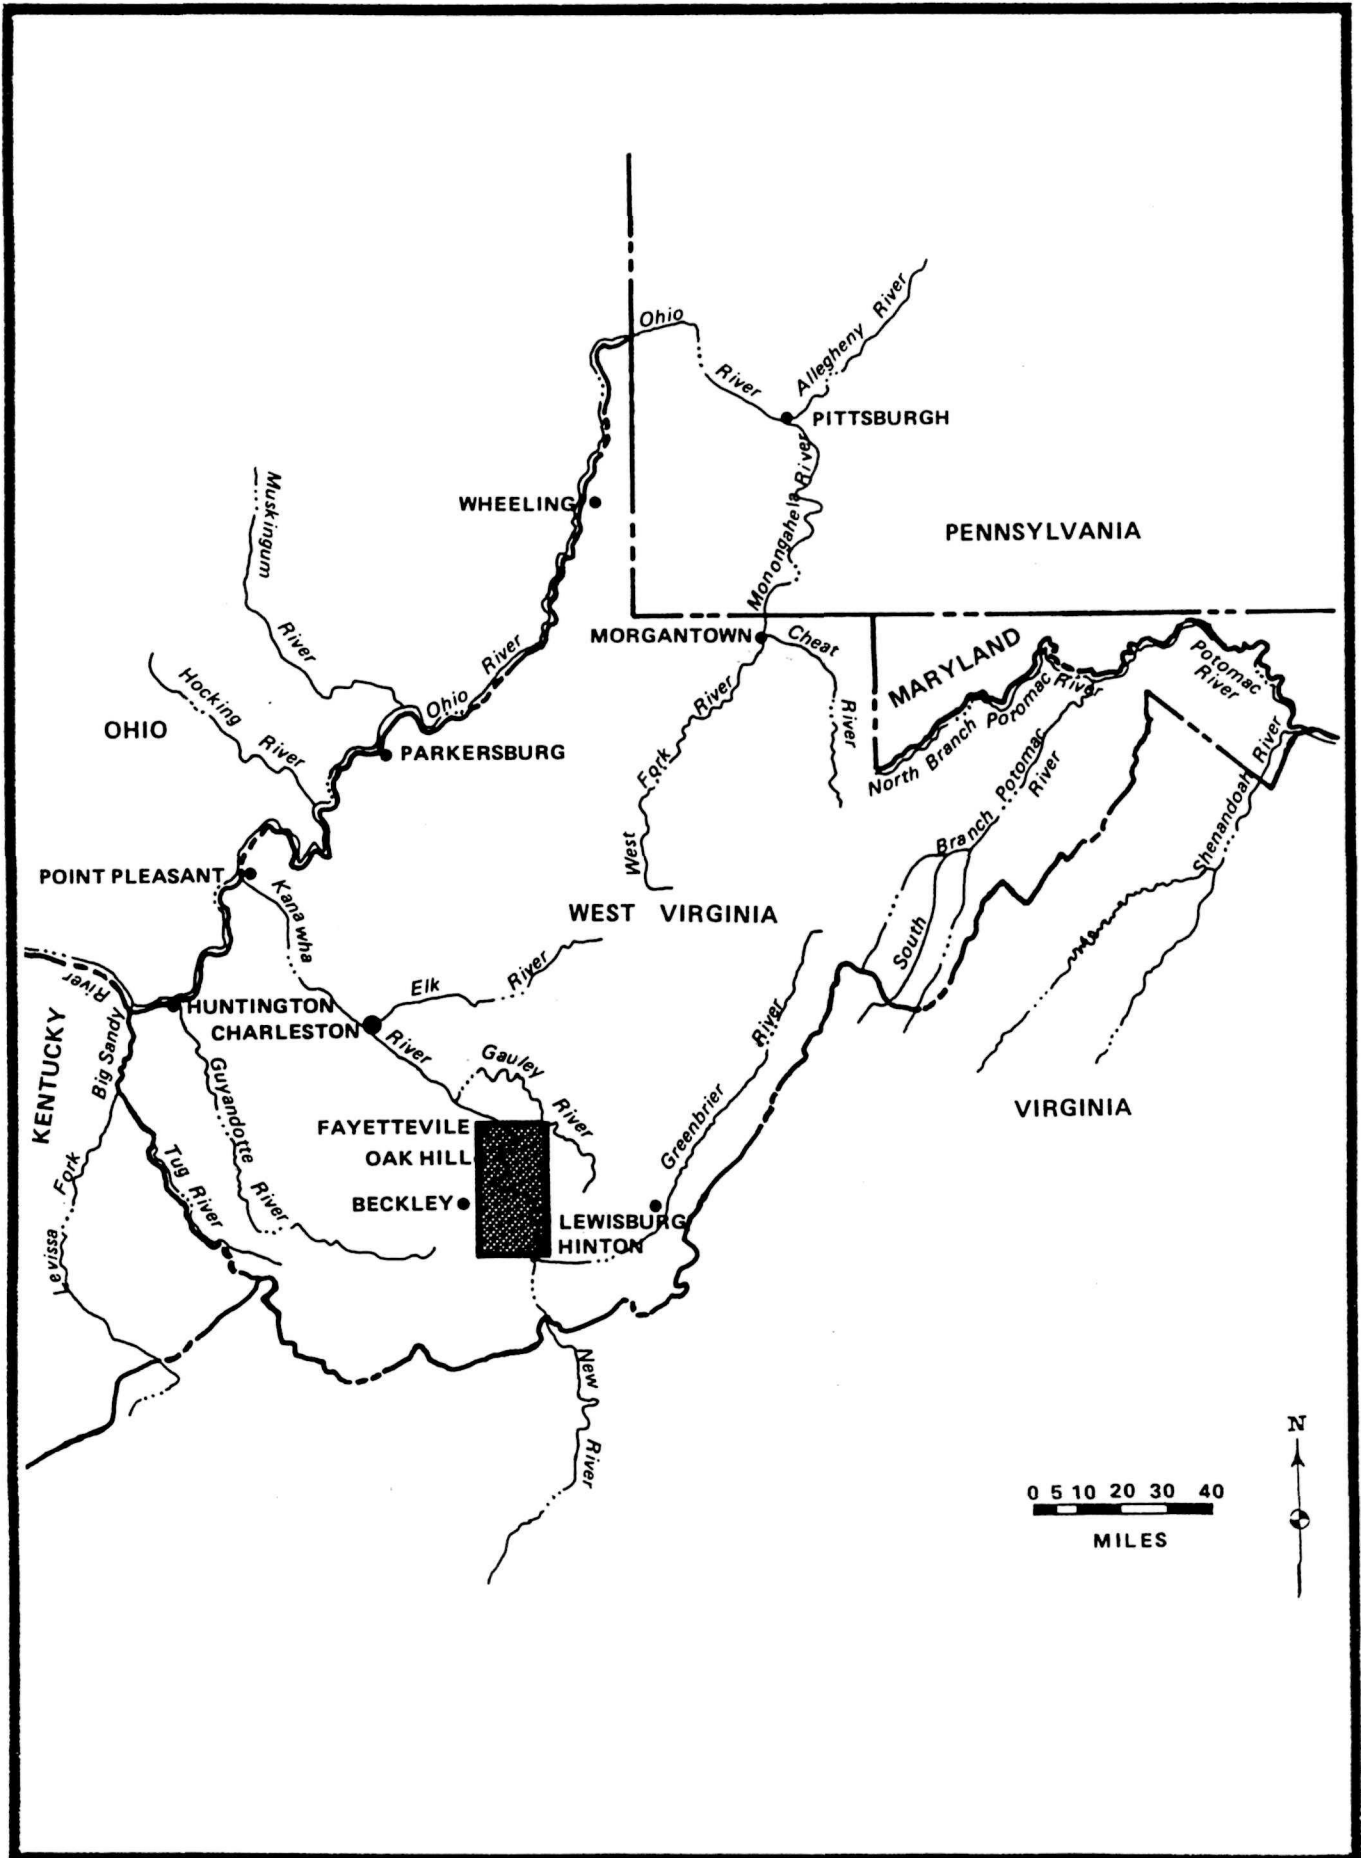 Ohio
River
Allegheny River
PITTSBURGH
WHEELING
Muskingum
River
Monongahela River
PENNSYLVANIA
MORGANTOWN
Cheat
River
MARYLAND
Potomac
River
North Branch Potomac River
Hocking
River
OHIO
Ohio
River
PARKERSBURG
West
Fork
River
South
Branch
Potomac
River
Shenandoah River
POINT PLEASANT
Kanawha
River
WEST VIRGINIA
Elk
River
River
HUNTINGTON
CHARLESTON
KENTUCKY
Big Sandy
Guyandotte
River
Gauley
River
Greenbrier
River
VIRGINIA
FAYETTEVILE
OAK HILL
BECKLEY
LEWISBURG
HINTON
Tug River
Levissa
Fork
New
River
N
0 5 10 20 30 40
MILES